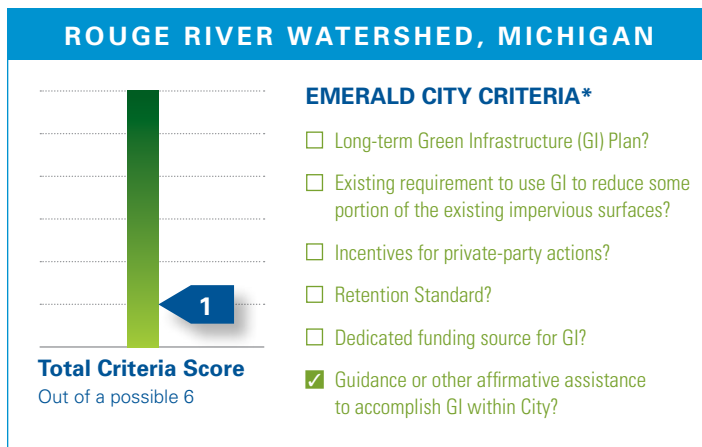 ROUGE RIVER WATERSHED, MICHIGAN
1
Total Criteria Score
Out of a possible 6
EMERALD CITY CRITERIA*
Long-term Green Infrastructure (GI) Plan?
Existing requirement to use GI to reduce some
portion of the existing impervious surfaces?
Incentives for private-party actions?
Retention Standard?
Dedicated funding source for GI?
Guidance or other affirmative assistance
to accomplish GI within City?